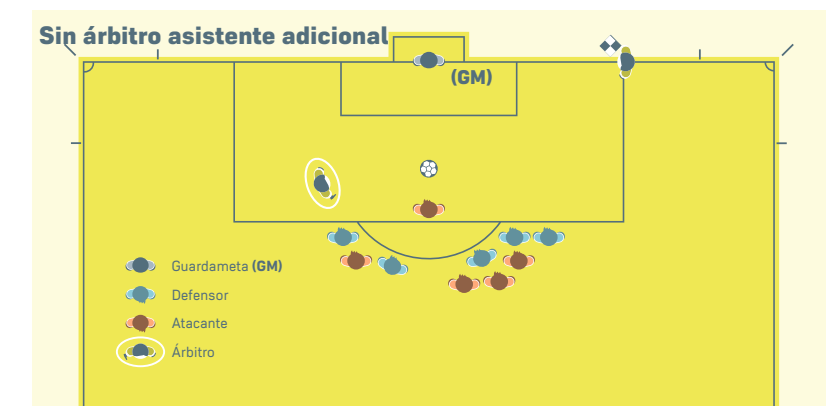 Sin árbitro asistente adicional
(GM)
Guardameta (GM)
Defensor
Atacante
Árbitro